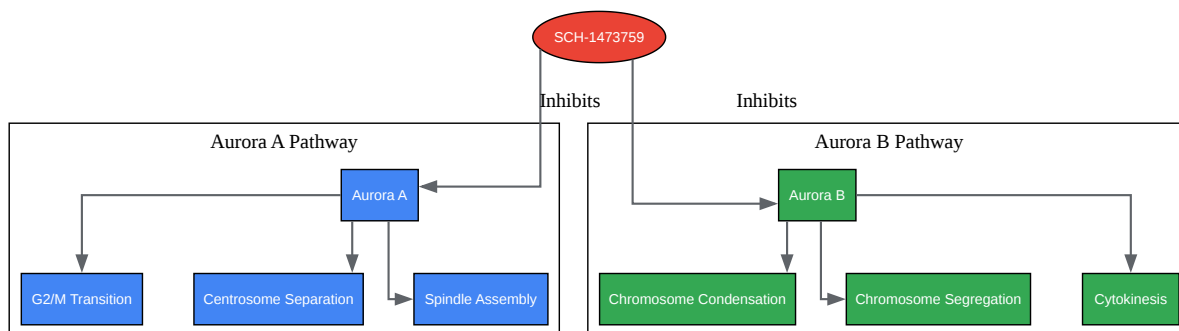 SCH-1473759
Inhibits
Inhibits
Aurora A Pathway
Aurora B Pathway
Aurora A
Aurora B
G2/M Transition
Centrosome Separation
Spindle Assembly
Chromosome Condensation
Chromosome Segregation
Cytokinesis